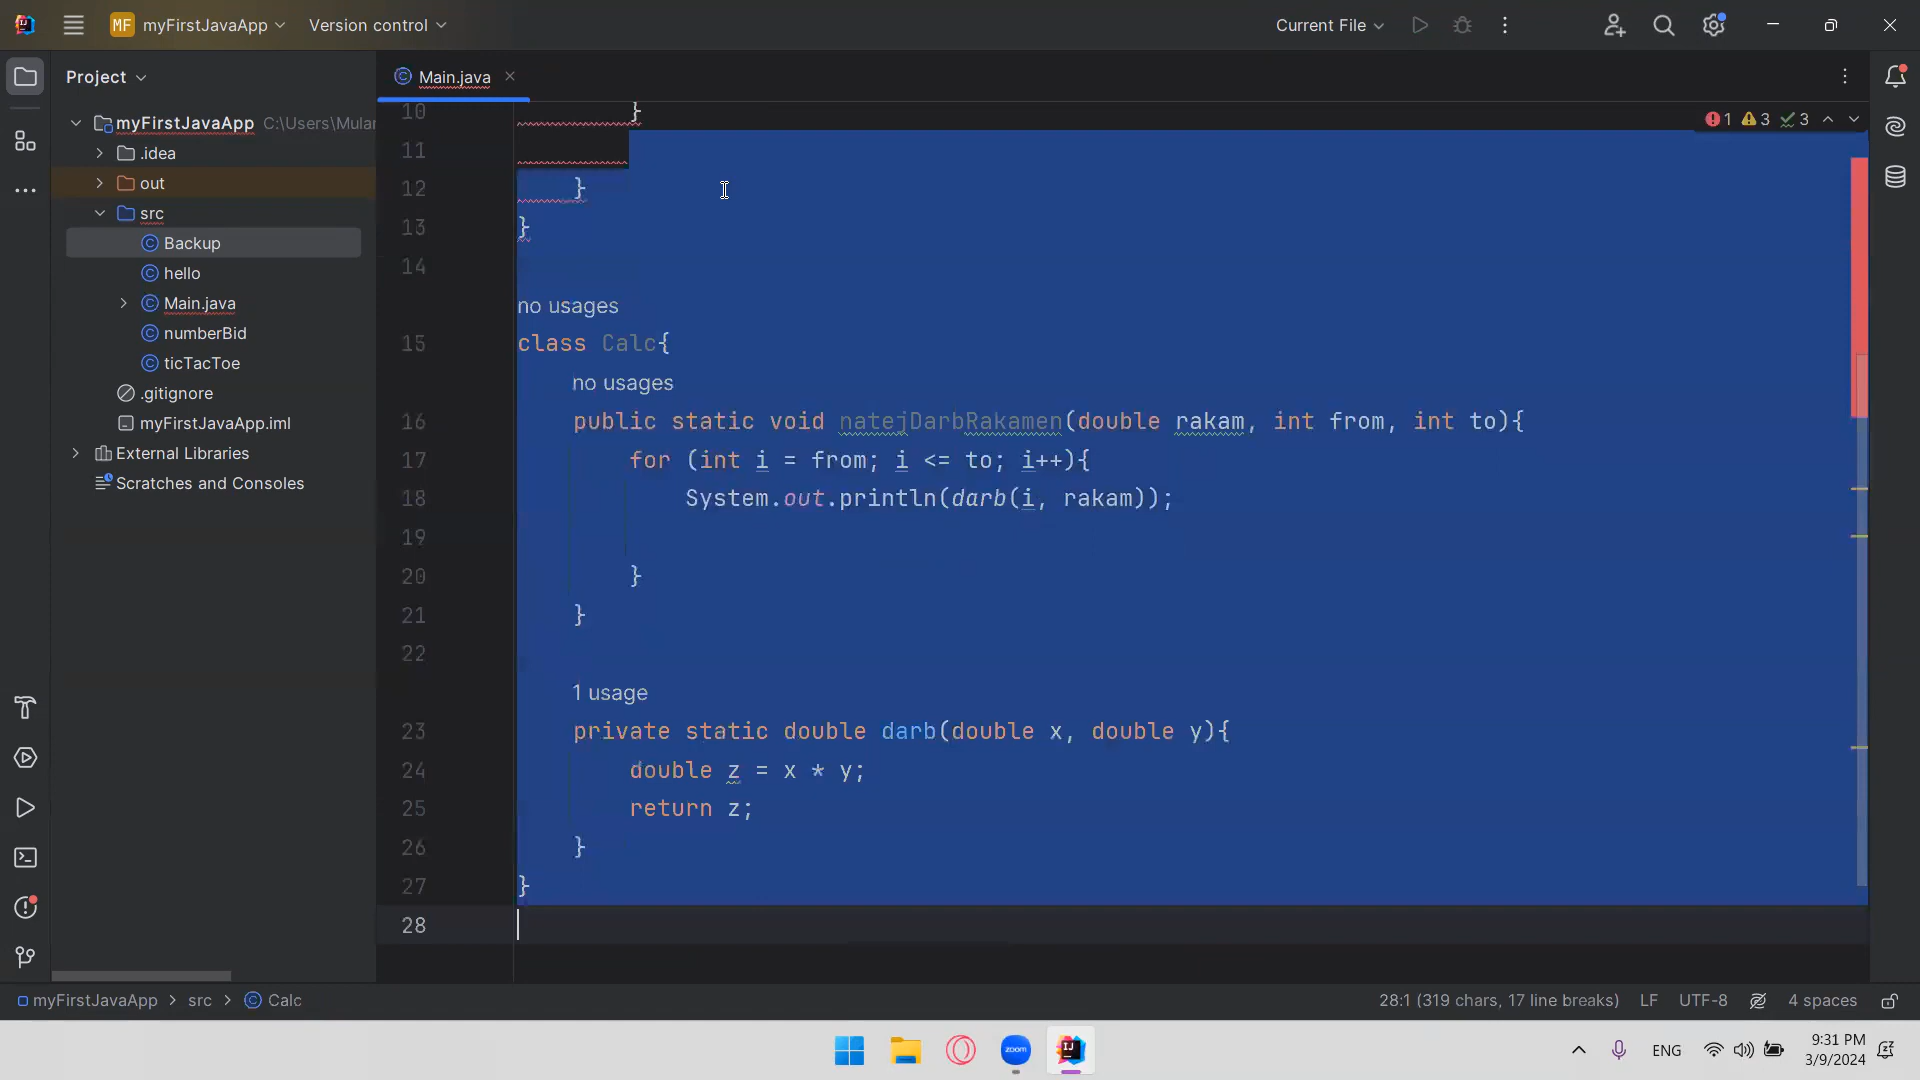 MF myFirstJavaApp Version control Current File
Project
Main.java
myFirstJavaApp C:\Users\Mular
.idea
out
src
Backup
hello
Main.java
numberBid
ticTacToe
.gitignore
myFirstJavaApp.iml
External Libraries
Scratches and Consoles
1 3 3
10 }
11
12 }
13 }
14
no usages
15 class Calc{
no usages
16 public static void natejDarbRakamen(double rakam, int from, int to){
17 for (int i = from; i <= to; i++){
18 System.out.println(darb(i, rakam));
19
20 }
21 }
22
1 usage
23 private static double darb(double x, double y){
24 double z = x * y;
25 return z;
26 }
27 }
28
myFirstJavaApp > src > Calc 28:1 (319 chars, 17 line breaks) LF UTF-8 4 spaces
zoom
IJ
ENG
9:31 PM
3/9/2024